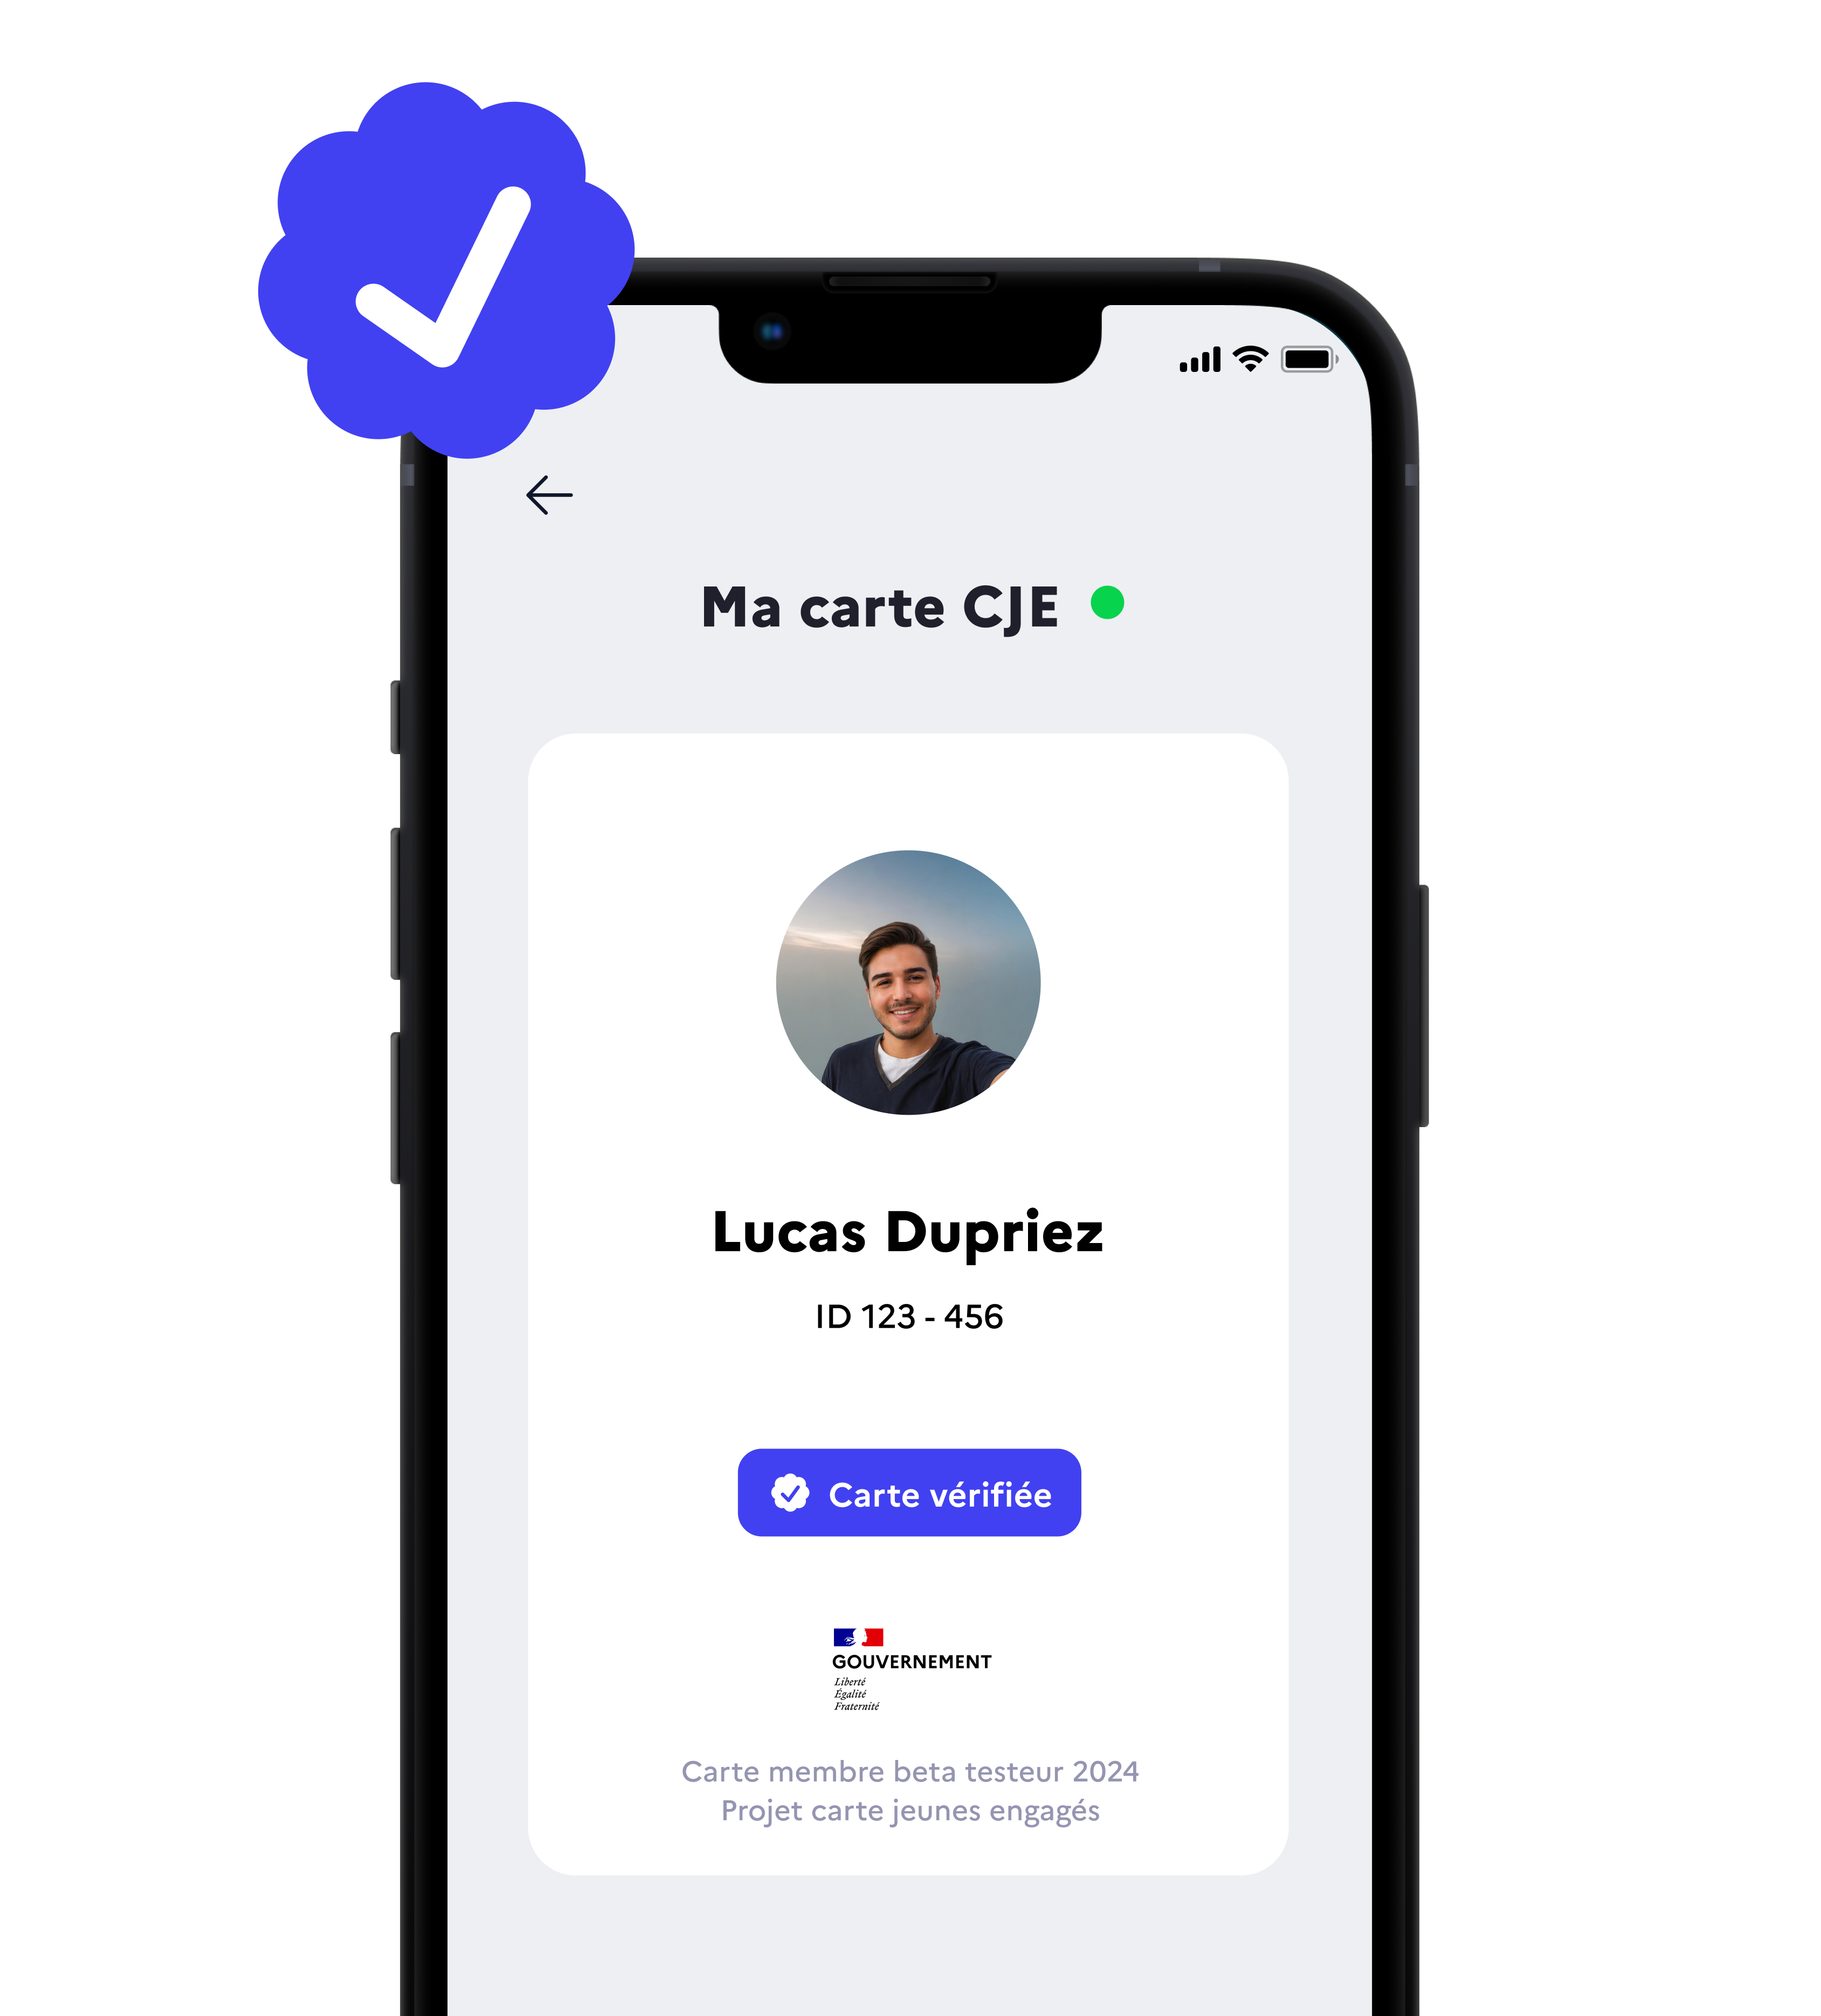 Ma carte CJE
Lucas Dupriez
ID 123 - 456
Carte vérifiée
GOUVERNEMENT
Liberté
Égalité
Fraternité
Carte membre beta testeur 2024
Projet carte jeunes engagés